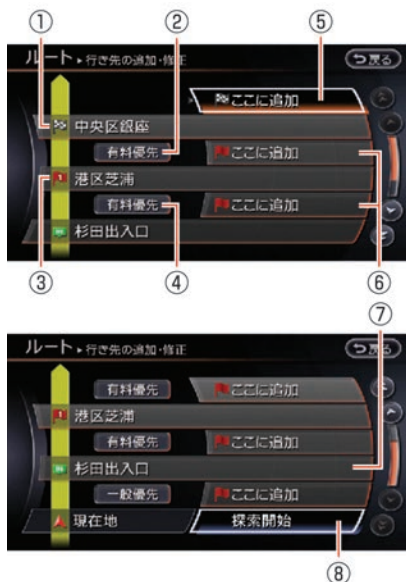 ① ② ⑤
ルート ▸ 行き先の追加・修正 戻る
ここに追加
中央区銀座
有料優先 ここに追加
1 港区芝浦
有料優先 ここに追加
杉田出入口
③ ④ ⑥
⑦
ルート ▸ 行き先の追加・修正 戻る
有料優先 ここに追加
1 港区芝浦
有料優先 ここに追加
杉田出入口
一般優先 ここに追加
現在地 探索開始
⑧